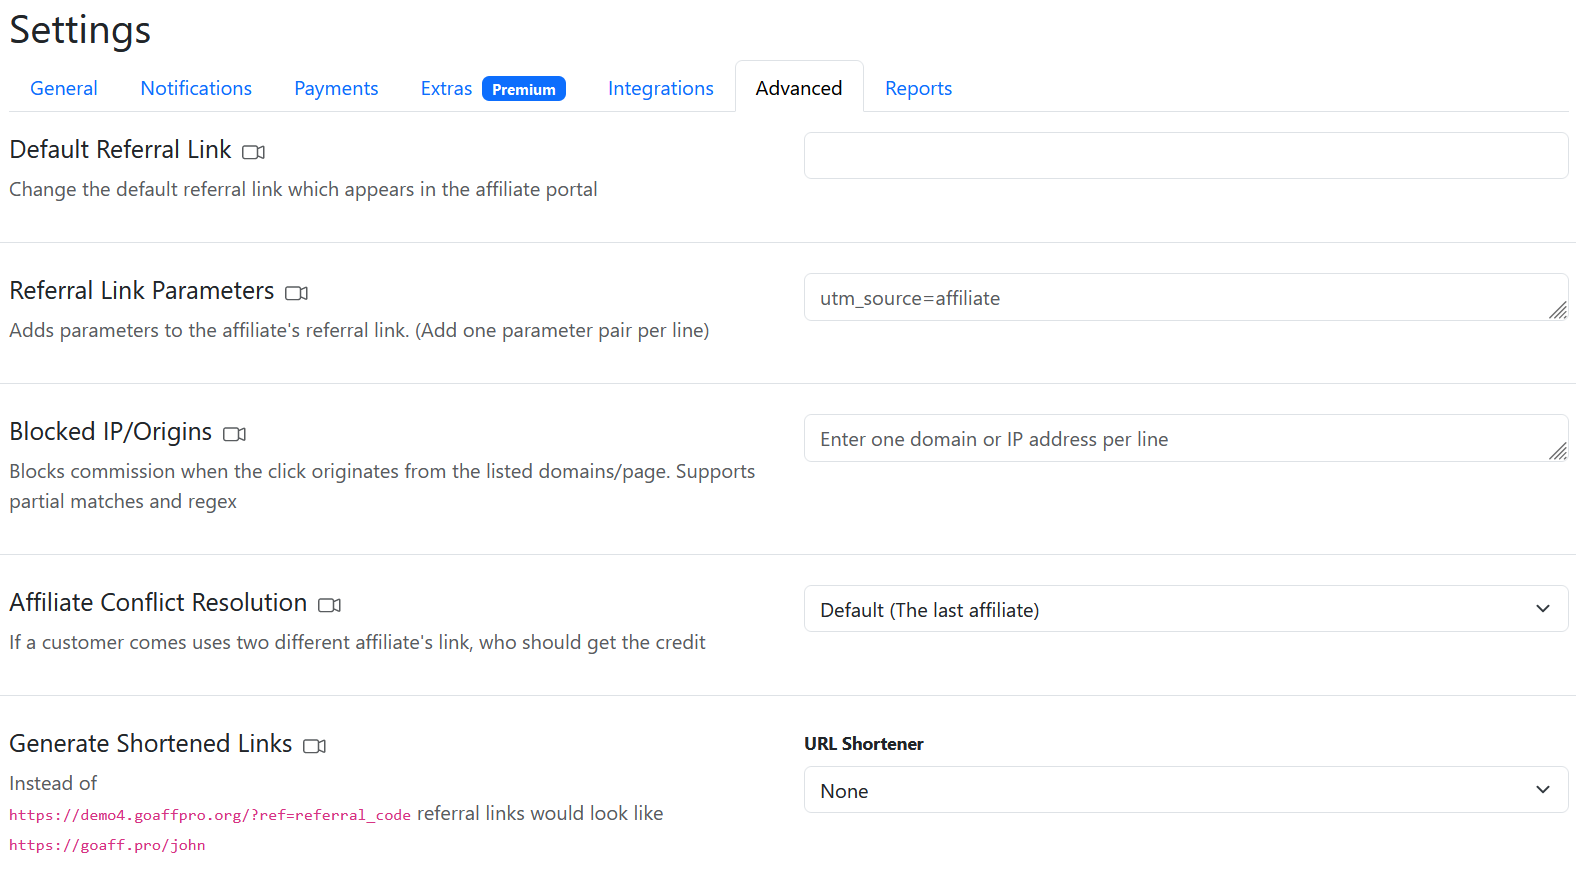 Settings
General Notifications Payments Extras Premium Integrations Advanced Reports
Default Referral Link
Change the default referral link which appears in the affiliate portal
Referral Link Parameters
utm_source=affiliate
Adds parameters to the affiliate's referral link. (Add one parameter pair per line)
Blocked IP/Origins
Enter one domain or IP address per line
Blocks commission when the click originates from the listed domains/page. Supports
partial matches and regex
Affiliate Conflict Resolution
Default (The last affiliate)
If a customer comes uses two different affiliate's link, who should get the credit
Generate Shortened Links
URL Shortener
Instead of
None
https://demo4.goaffpro.org/?ref=referral_code referral links would look like
https://goaff.pro/john